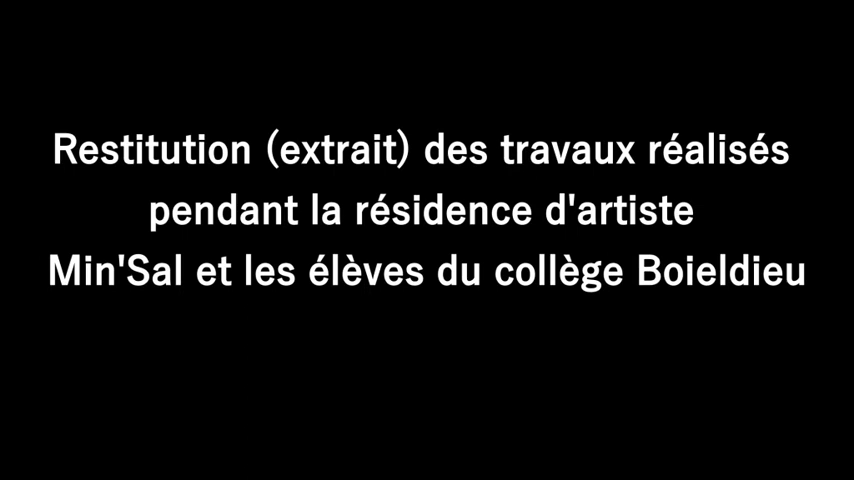 Restitution (extrait) des travaux réalisés
pendant la résidence d'artiste
Min'Sal et les élèves du collège Boieldieu